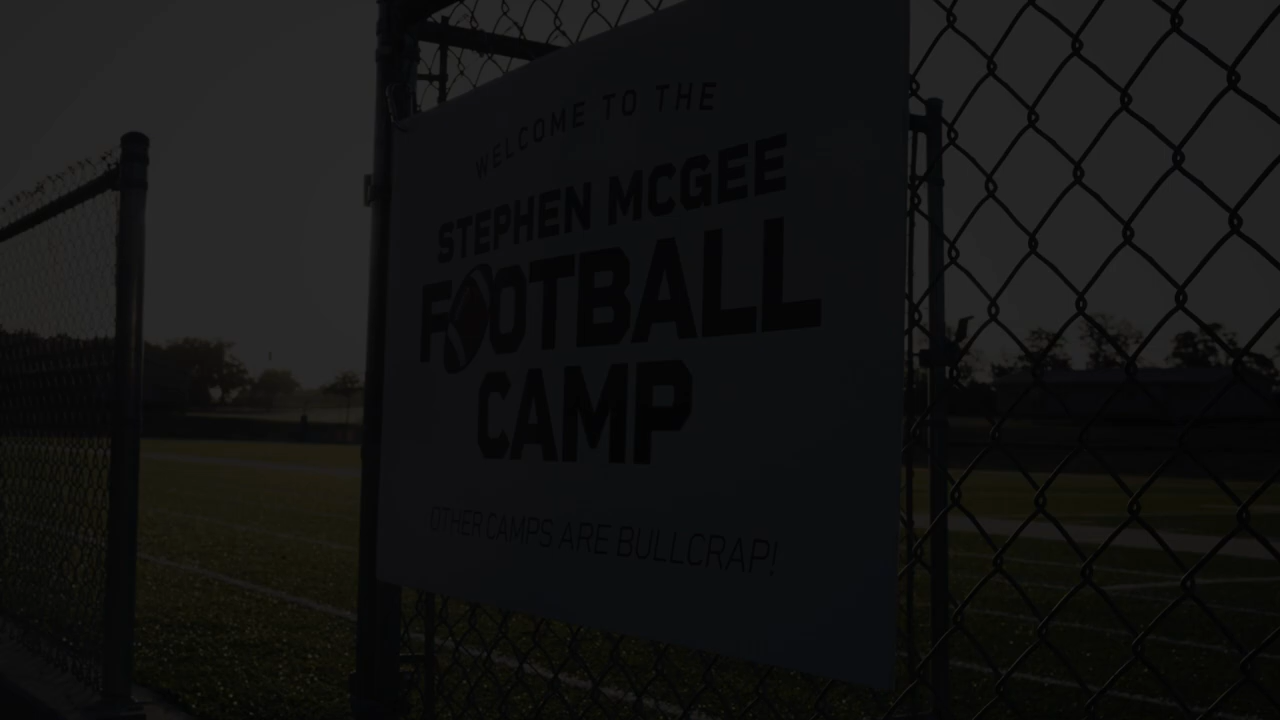 WELCOME TO THE
STEPHEN MCGEE
FOOTBALL
CAMP
OTHER CAMPS ARE BULLCRAP!